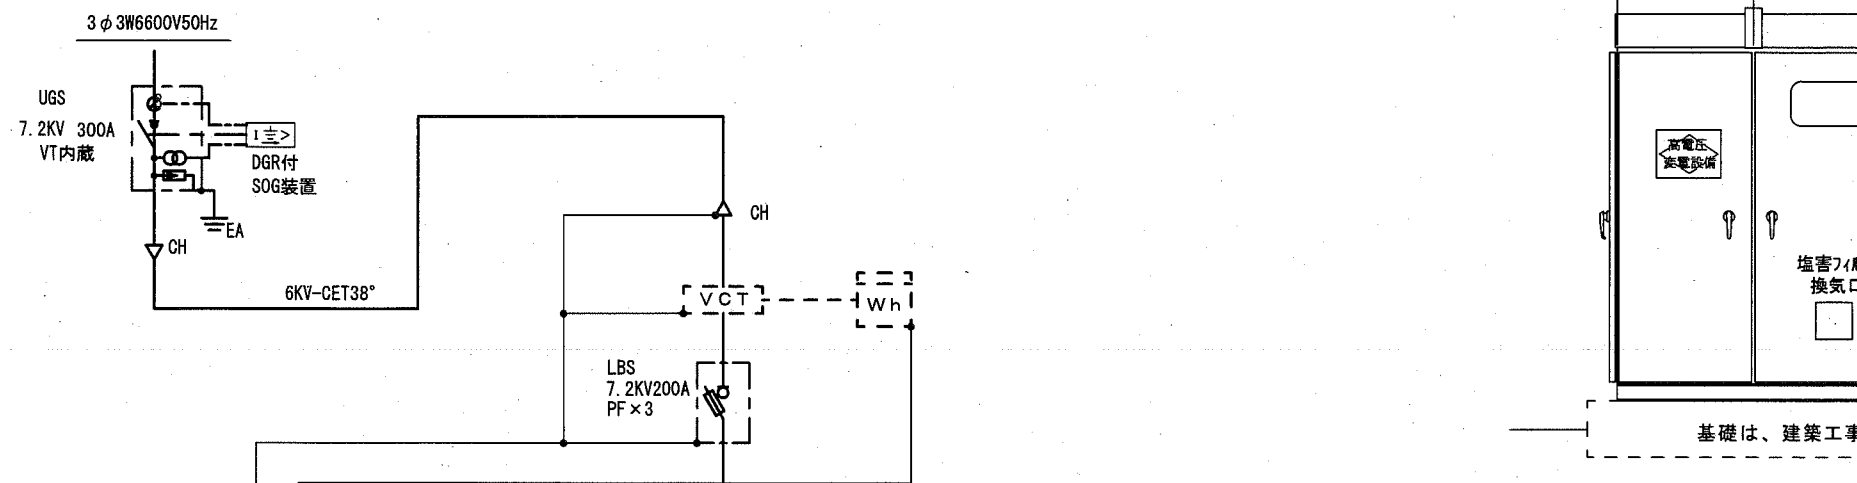 3φ3W6600V50Hz
UGS
7.2KV 300A
VT内蔵
I⏚>
DGR付
SOG装置
EA
CH
6KV-CET38°
CH
VCT
Wh
LBS
7.2KV200A
PF×3
高電圧
変電設備
塩害フィル
換気口
基礎は、建築工事